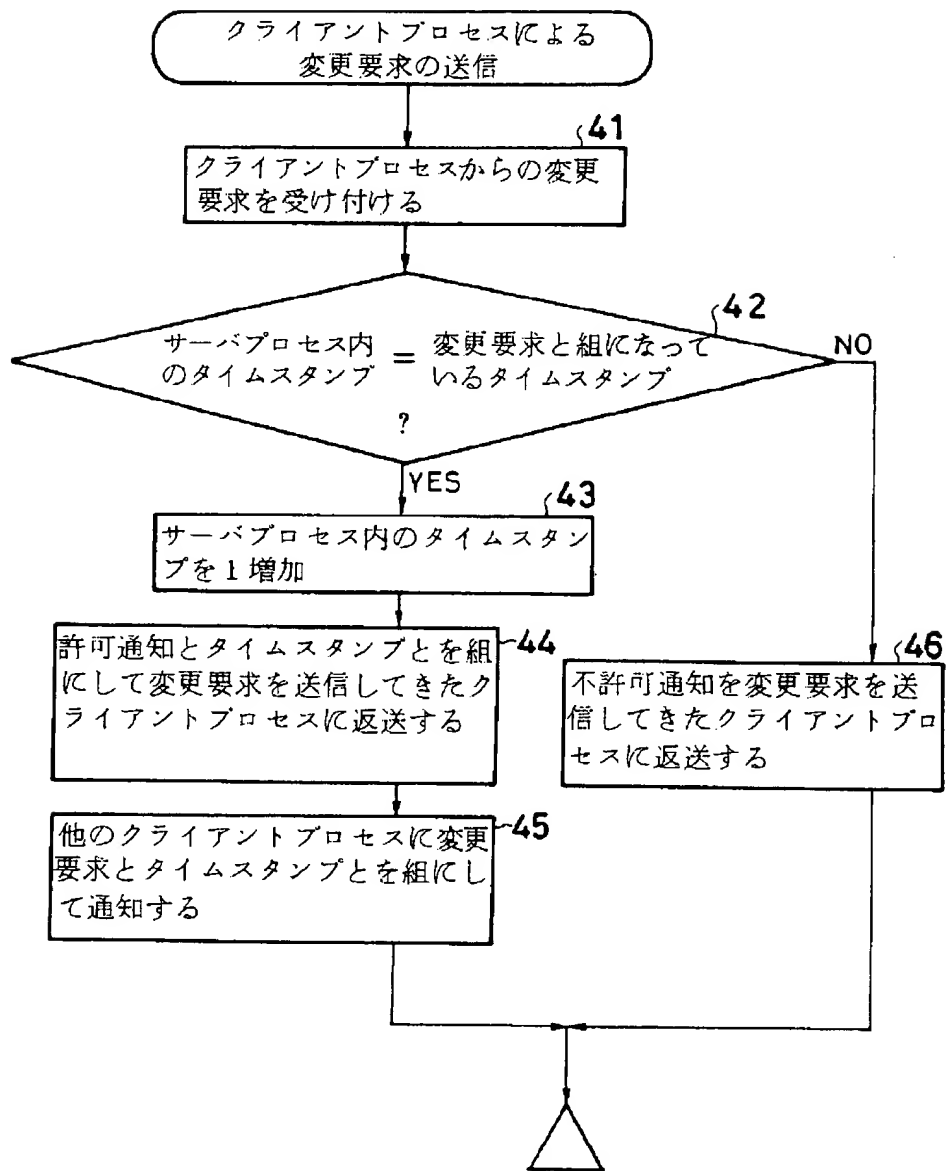 クライアントプロセスによる
変更要求の送信
41
クライアントプロセスからの変更
要求を受け付ける
42
サーバプロセス内
のタイムスタンプ
=
変更要求と組になって
いるタイムスタンプ
?
NO
YES
43
サーバプロセス内のタイムスタン
プを1増加
44
許可通知とタイムスタンプとを組
にして変更要求を送信してきたク
ライアントプロセスに返送する
46
不許可通知を変更要求を送
信してきたクライアントプロ
セスに返送する
45
他のクライアントプロセスに変更
要求とタイムスタンプとを組にし
て通知する